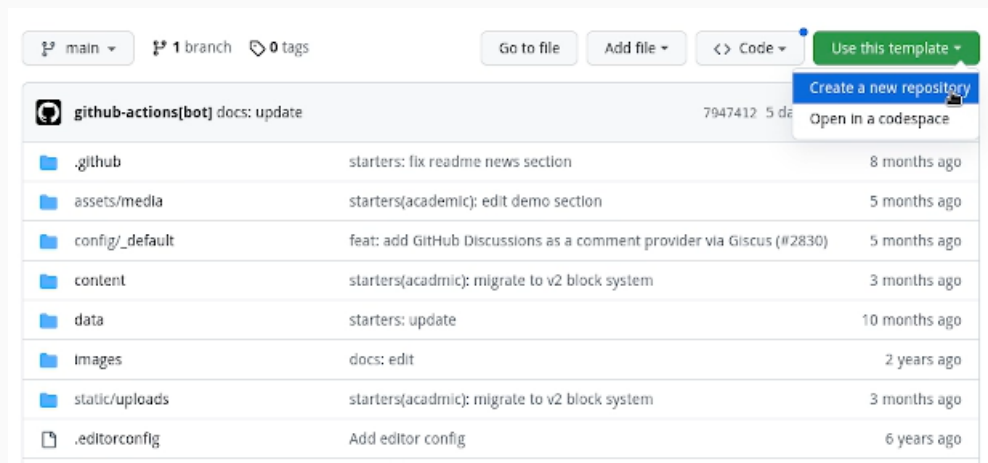 main 1 branch 0 tags Go to file Add file Code Use this template
Create a new repository
github-actions[bot] docs: update 7947412 5 da
Open in a codespace
.github starters: fix readme news section 8 months ago
assets/media starters(academic): edit demo section 5 months ago
config/_default feat: add GitHub Discussions as a comment provider via Giscus (#2830) 5 months ago
content starters(acadmic): migrate to v2 block system 3 months ago
data starters: update 10 months ago
images docs: edit 2 years ago
static/uploads starters(acadmic): migrate to v2 block system 3 months ago
.editorconfig Add editor config 6 years ago